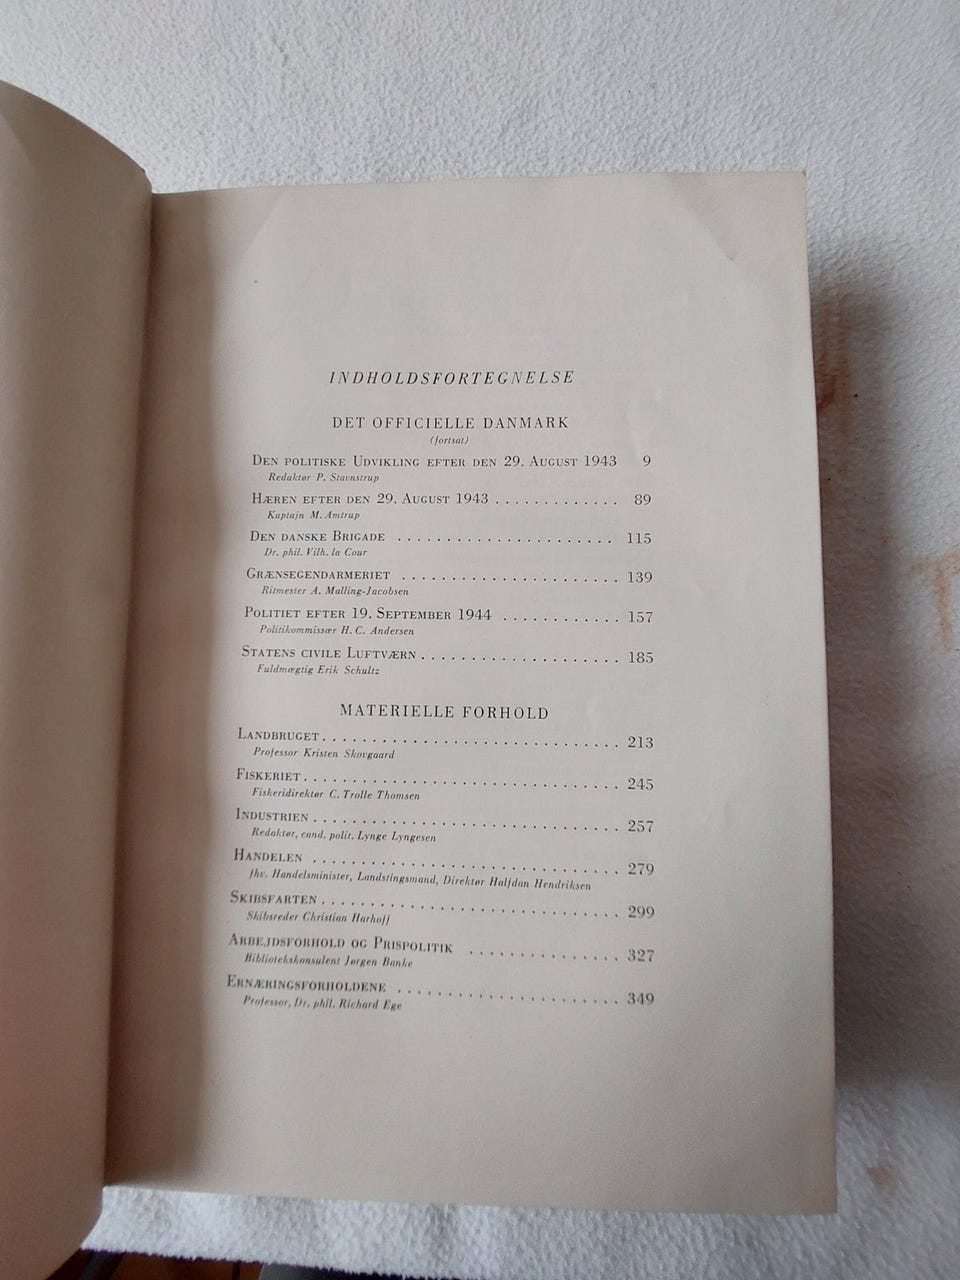 INDHOLDSFORTEGNELSE
DET OFFICIELLE DANMARK
(fortsat)
DEN POLITISKE UDVIKLING EFTER DEN 29. AUGUST 1943 9
Redaktør P. Stavnstrup
HÆREN EFTER DEN 29. AUGUST 1943 . . . . . . . . . . . . . 89
Kaptajn M. Amtrup
DEN DANSKE BRIGADE . . . . . . . . . . . . . . . . . . . . . . 115
Dr. phil. Vilh. la Cour
GRÆNSEGENDARMERIET . . . . . . . . . . . . . . . . . . . . . . 139
Ritmester A. Malling-Jacobsen
POLITIET EFTER 19. SEPTEMBER 1944 . . . . . . . . . . . . 157
Politikommissær H. C. Andersen
STATENS CIVILE LUFTVÆRN . . . . . . . . . . . . . . . . . . . . 185
Fuldmægtig Erik Schultz
MATERIELLE FORHOLD
LANDBRUGET . . . . . . . . . . . . . . . . . . . . . . . . . . . . . . 213
Professor Kristen Skovgaard
FISKERIET . . . . . . . . . . . . . . . . . . . . . . . . . . . . . . . . 245
Fiskeridirektør C. Trolle Thomsen
INDUSTRIEN . . . . . . . . . . . . . . . . . . . . . . . . . . . . . . . 257
Redaktør, cand. polit. Lynge Lyngesen
HANDELEN . . . . . . . . . . . . . . . . . . . . . . . . . . . . . . . 279
fhv. Handelsminister, Landstingsmand, Direktør Halfdan Hendriksen
SKIBSFARTEN . . . . . . . . . . . . . . . . . . . . . . . . . . . . . . 299
Skibsreder Christian Harhoff
ARBEJDSFORHOLD OG PRISPOLITIK . . . . . . . . . . . . . . . 327
Bibliotekskonsulent Jørgen Banke
ERNÆRINGSFORHOLDENE . . . . . . . . . . . . . . . . . . . . . . 349
Professor, Dr. phil. Richard Ege